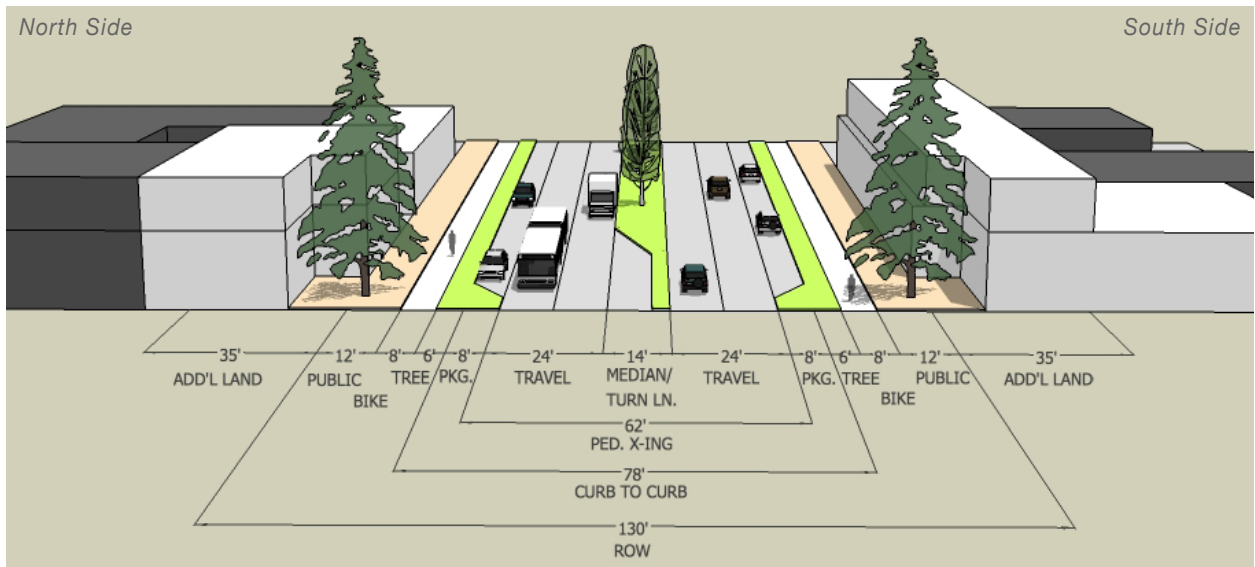 North Side
South Side
35' 12' 8' 6' 8' 24' 14' 24' 8' 6' 8' 12' 35'
ADD'L LAND PUBLIC BIKE TREE PKG. TRAVEL MEDIAN/ TURN LN. TRAVEL PKG. TREE BIKE PUBLIC ADD'L LAND
62'
PED. X-ING
78'
CURB TO CURB
130'
ROW